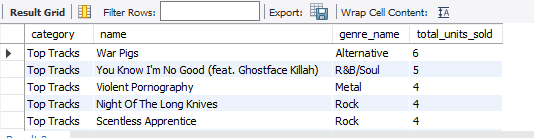 Result Grid Filter Rows: Export: Wrap Cell Content: IA
category name genre_name total_units_sold
Top Tracks War Pigs Alternative 6
Top Tracks You Know I'm No Good (feat. Ghostface Killah) R&B/Soul 5
Top Tracks Violent Pornography Metal 4
Top Tracks Night Of The Long Knives Rock 4
Top Tracks Scentless Apprentice Rock 4